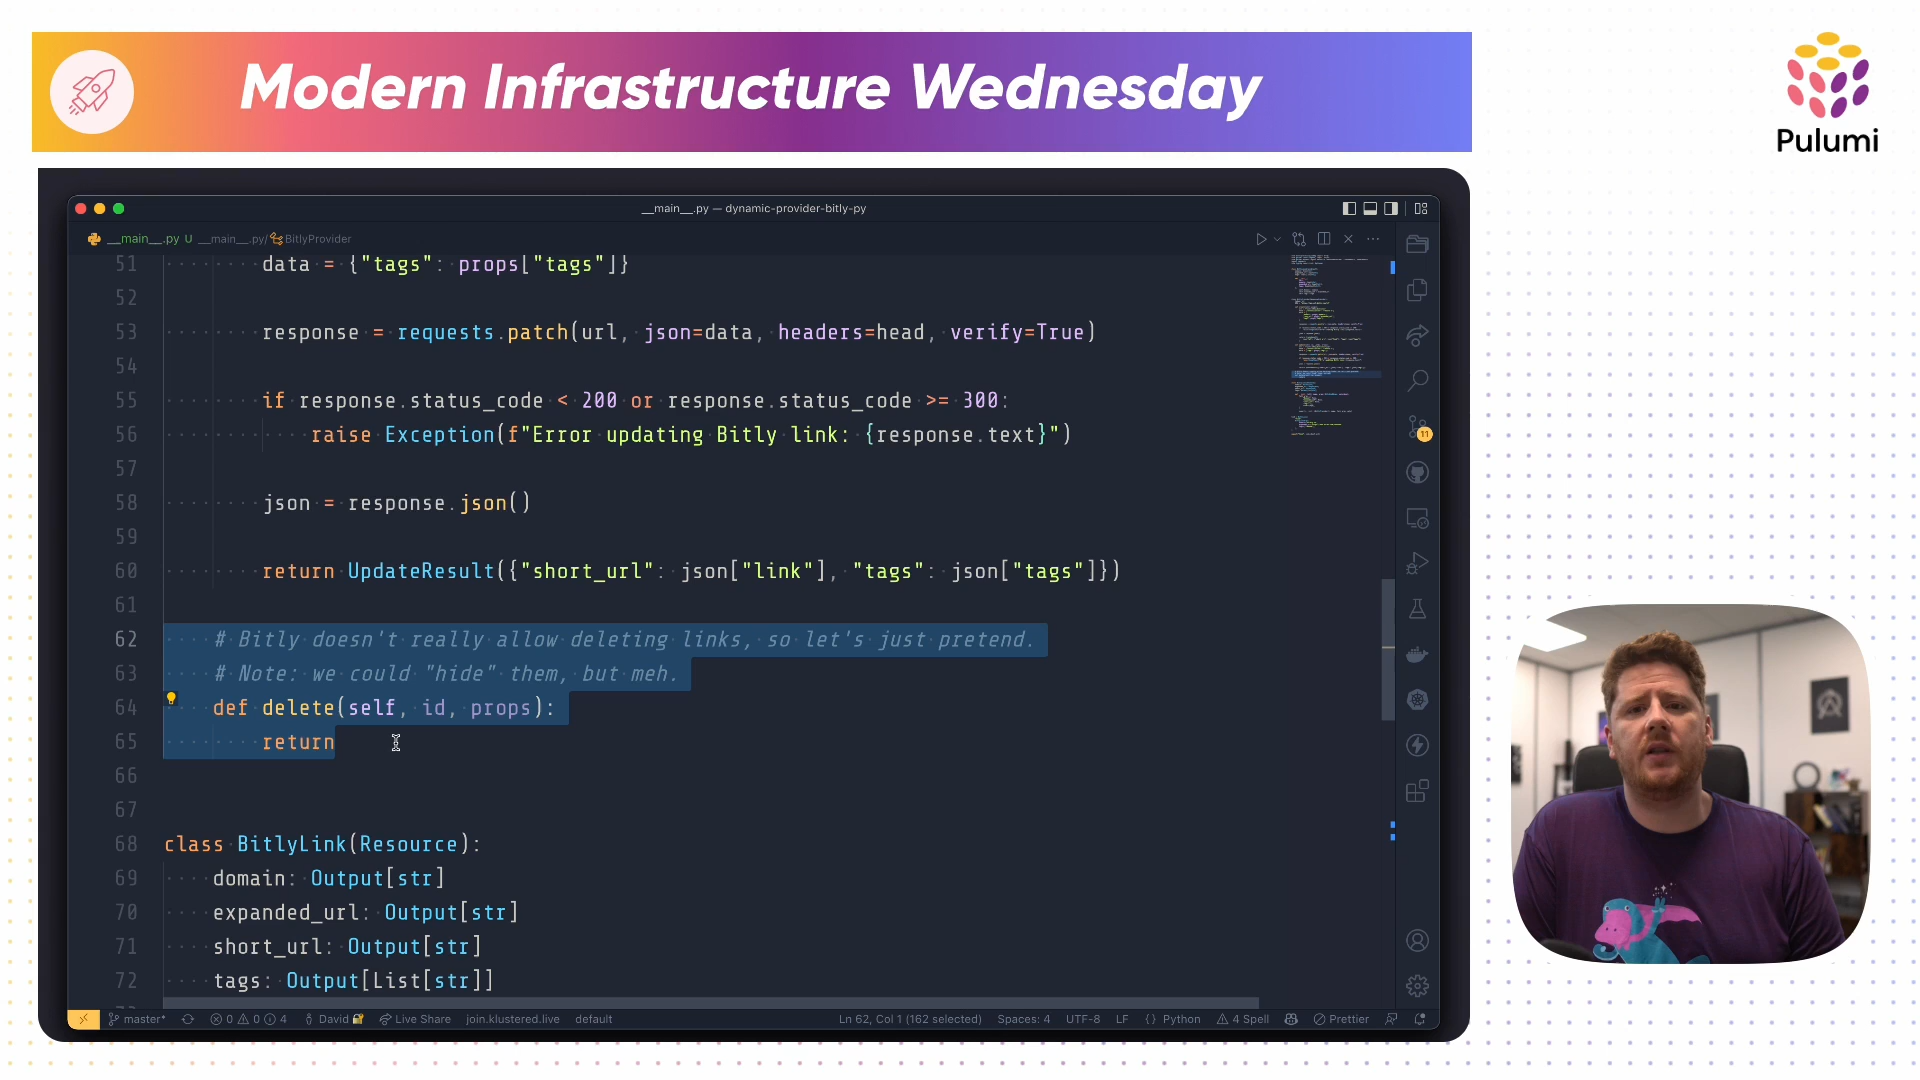 Modern Infrastructure Wednesday
Pulumi
__main__.py — dynamic-provider-bitly-py
__main__.py U __main__.py/ BitlyProvider
51 data = {"tags": props["tags"]}
52
53 response = requests.patch(url, json=data, headers=head, verify=True)
54
55 if response.status_code < 200 or response.status_code >= 300:
56 raise Exception(f"Error updating Bitly link: {response.text}")
57
58 json = response.json()
59
60 return UpdateResult({"short_url": json["link"], "tags": json["tags"]})
61
62 # Bitly doesn't really allow deleting links, so let's just pretend.
63 # Note: we could "hide" them, but meh.
64 def delete(self, id, props):
65 return
66
67
68 class BitlyLink(Resource):
69 domain: Output[str]
70 expanded_url: Output[str]
71 short_url: Output[str]
72 tags: Output[List[str]]
11
master* 0 0 4 David Live Share join.klustered.live default Ln 62, Col 1 (162 selected) Spaces: 4 UTF-8 LF {} Python 4 Spell Prettier